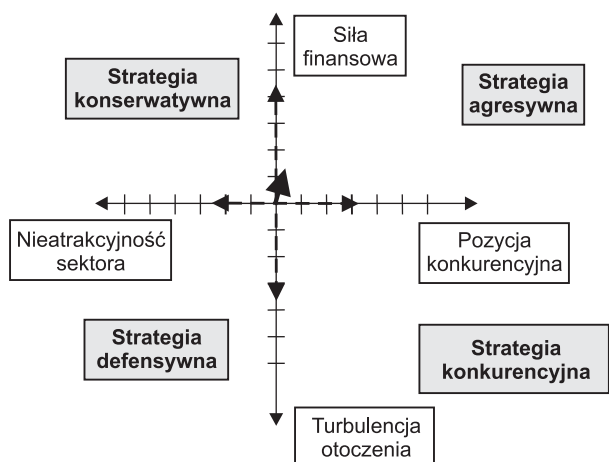 Siła
finansowa
Strategia
konserwatywna
Strategia
agresywna
Nieatrakcyjność
sektora
Pozycja
konkurencyjna
Strategia
defensywna
Strategia
konkurencyjna
Turbulencja
otoczenia